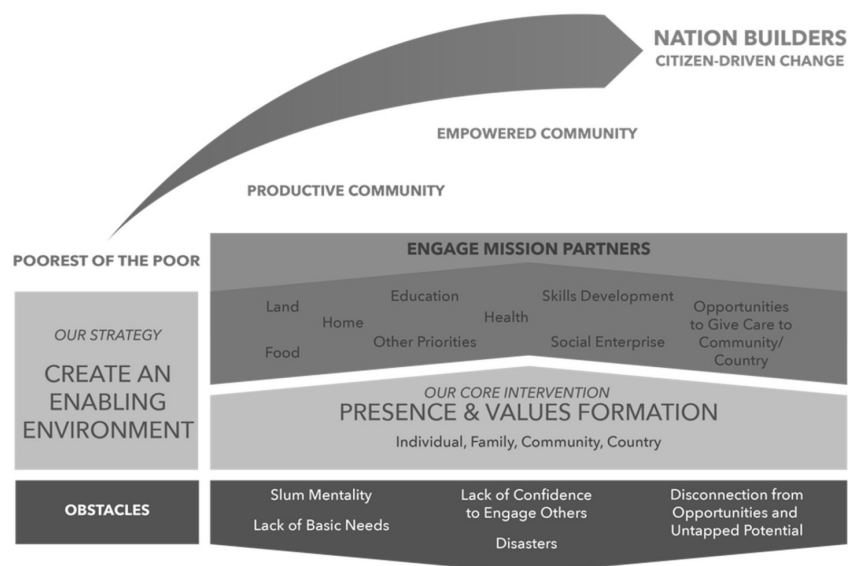 NATION BUILDERS
CITIZEN-DRIVEN CHANGE
EMPOWERED COMMUNITY
PRODUCTIVE COMMUNITY
POOREST OF THE POOR
ENGAGE MISSION PARTNERS
Land
Food
Home
Education
Other Priorities
Health
Skills Development
Social Enterprise
Opportunities
to Give Care to
Community/
Country
OUR STRATEGY
CREATE AN
ENABLING
ENVIRONMENT
OUR CORE INTERVENTION
PRESENCE & VALUES FORMATION
Individual, Family, Community, Country
OBSTACLES
Slum Mentality
Lack of Basic Needs
Lack of Confidence
to Engage Others
Disasters
Disconnection from
Opportunities and
Untapped Potential